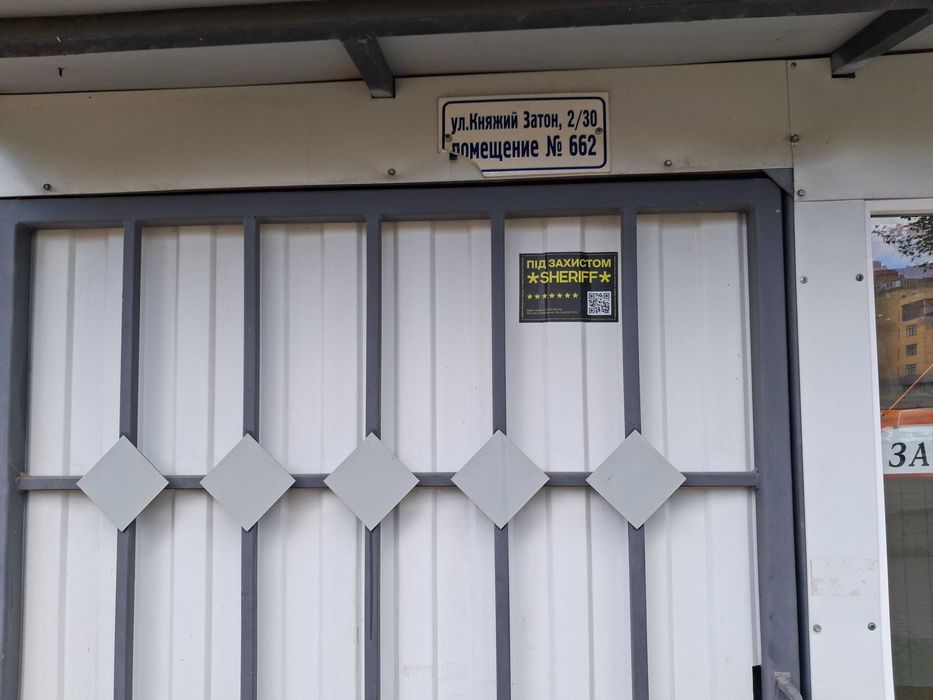 ул.Княжий Затон, 2/30
помещение № 662
ПІД ЗАХИСТОМ
*SHERIFF*
*******
ЗА